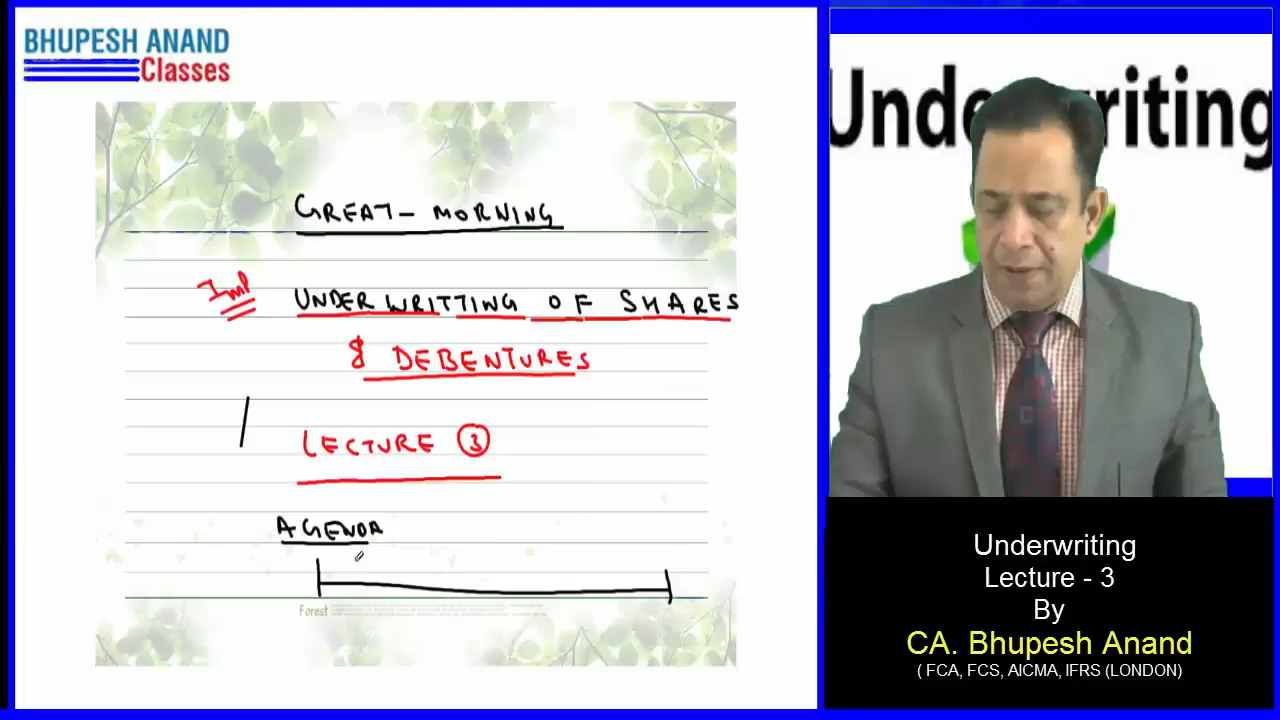 BHUPESH ANAND
Classes
GREAT - MORNING
Imp
UNDERWRITTING OF SHARES
& DEBENTURES
LECTURE 3
AGENDA
Forest
Underwriting
Underwriting
Lecture - 3
By
CA. Bhupesh Anand
( FCA, FCS, AICMA, IFRS (LONDON)